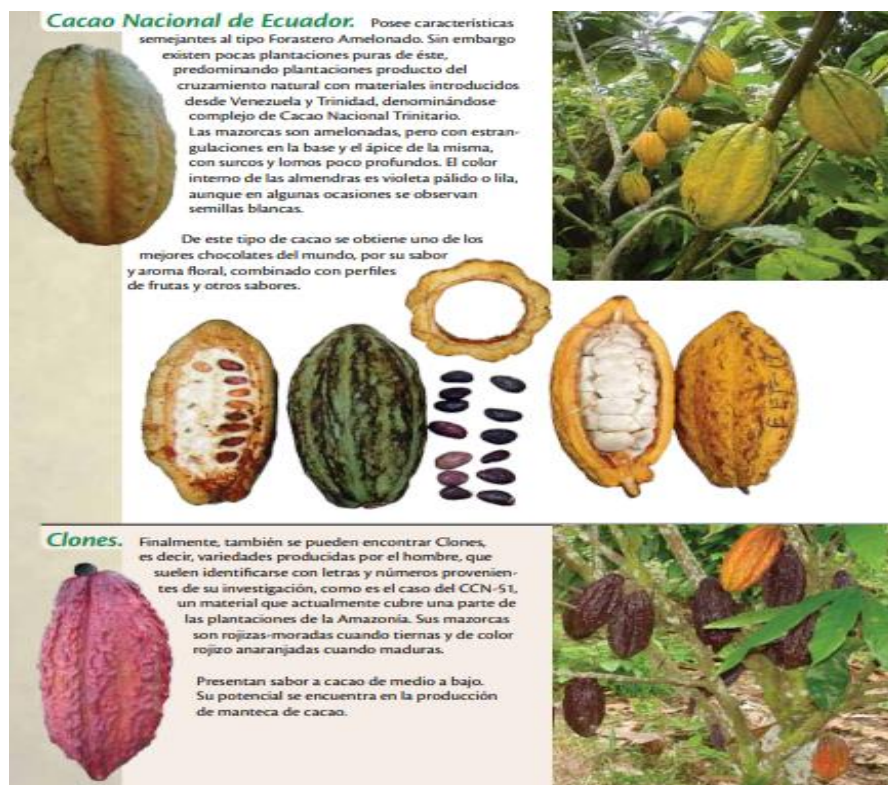 Cacao Nacional de Ecuador. Posee características
semejantes al tipo Forastero Amelonado. Sin embargo
existen pocas plantaciones puras de éste,
predominando plantaciones producto del
cruzamiento natural con materiales introducidos
desde Venezuela y Trinidad, denominándose
complejo de Cacao Nacional Trinitario.
Las mazorcas son amelonadas, pero con estran-
gulaciones en la base y el ápice de la misma,
con surcos y lomos poco profundos. El color
interno de las almendras es violeta pálido o lila,
aunque en algunas ocasiones se observan
semillas blancas.
De este tipo de cacao se obtiene uno de los
mejores chocolates del mundo, por su sabor
y aroma floral, combinado con perfiles
de frutas y otros sabores.
Clones. Finalmente, también se pueden encontrar Clones,
es decir, variedades producidas por el hombre, que
suelen identificarse con letras y números provenien-
tes de su investigación, como es el caso del CCN-51,
un material que actualmente cubre una parte de
las plantaciones de la Amazonía. Sus mazorcas
son rojizas-moradas cuando tiernas y de color
rojizo anaranjadas cuando maduras.
Presentan sabor a cacao de medio a bajo.
Su potencial se encuentra en la producción
de manteca de cacao.